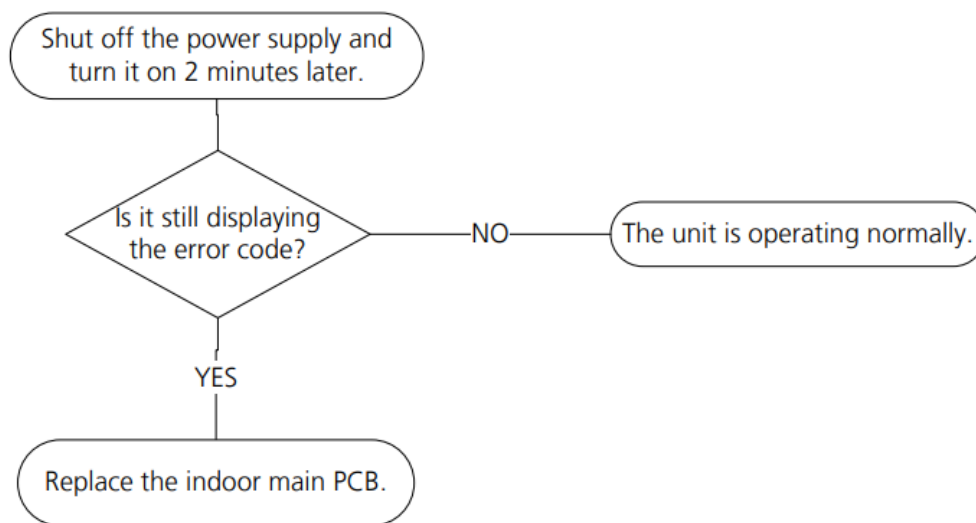 Shut off the power supply and
turn it on 2 minutes later.
Is it still displaying
the error code?
NO
The unit is operating normally.
YES
Replace the indoor main PCB.